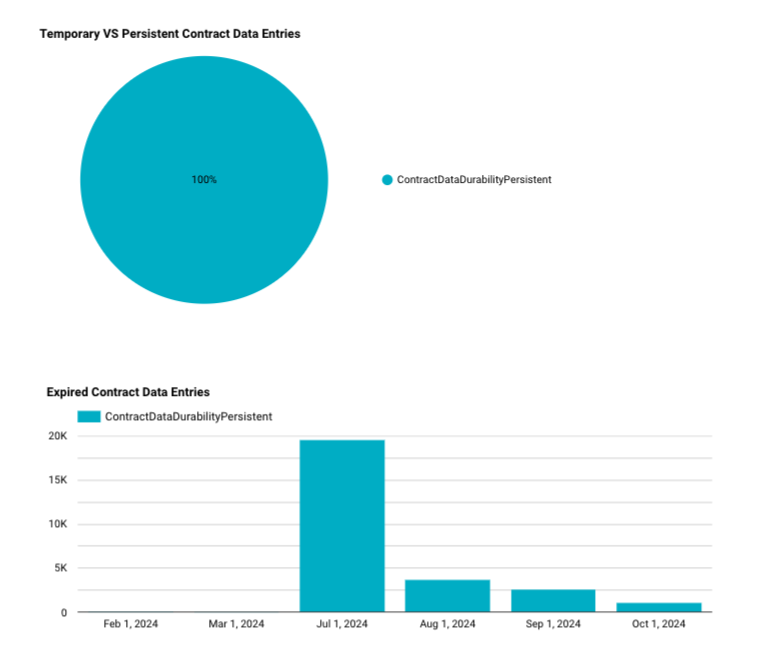 Temporary VS Persistent Contract Data Entries
100%
ContractDataDurabilityPersistent
Expired Contract Data Entries
ContractDataDurabilityPersistent
20K
15K
10K
5K
0
Feb 1, 2024 Mar 1, 2024 Jul 1, 2024 Aug 1, 2024 Sep 1, 2024 Oct 1, 2024